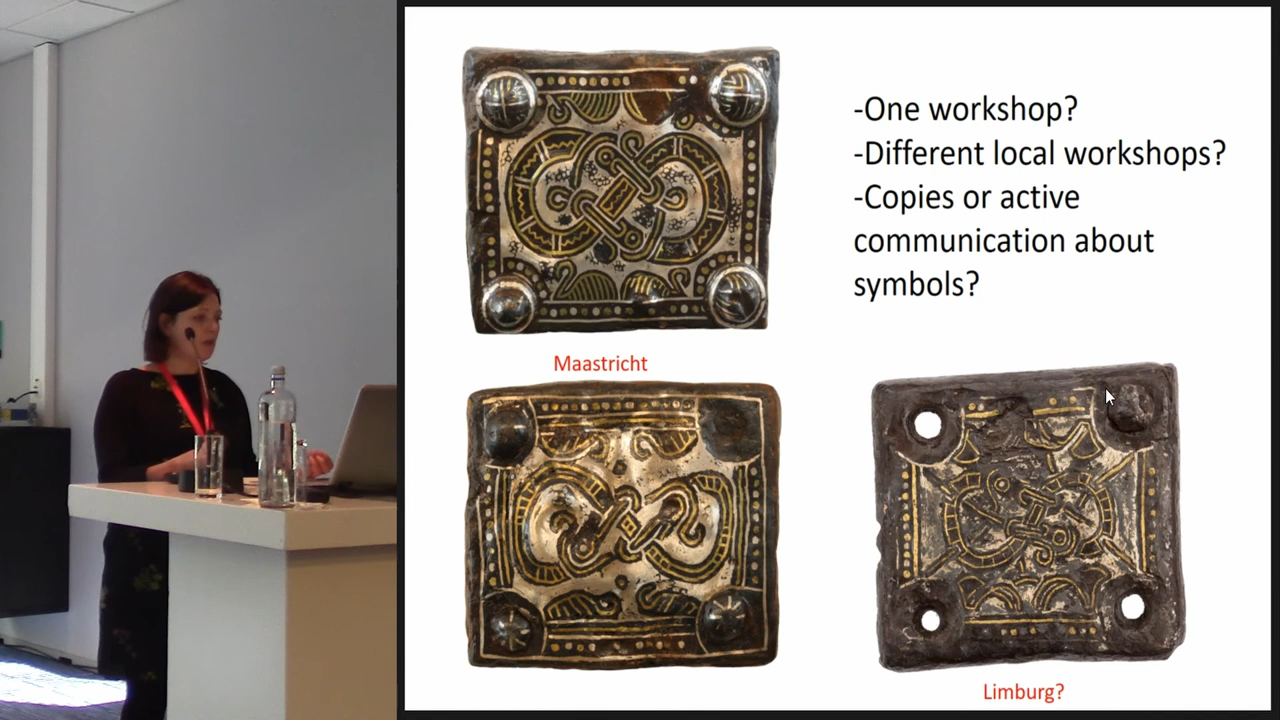 -One workshop?
-Different local workshops?
-Copies or active
communication about
symbols?
Maastricht
Limburg?